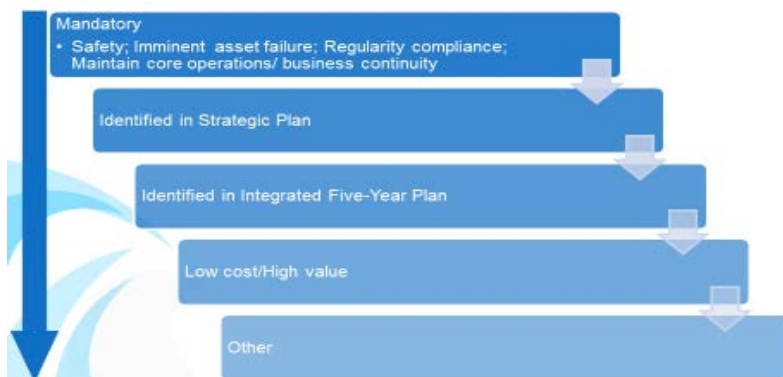 Mandatory
• Safety; Imminent asset failure; Regularity compliance;
Maintain core operations/ business continuity
Identified in Strategic Plan
Identified in Integrated Five-Year Plan
Low cost/High value
Other